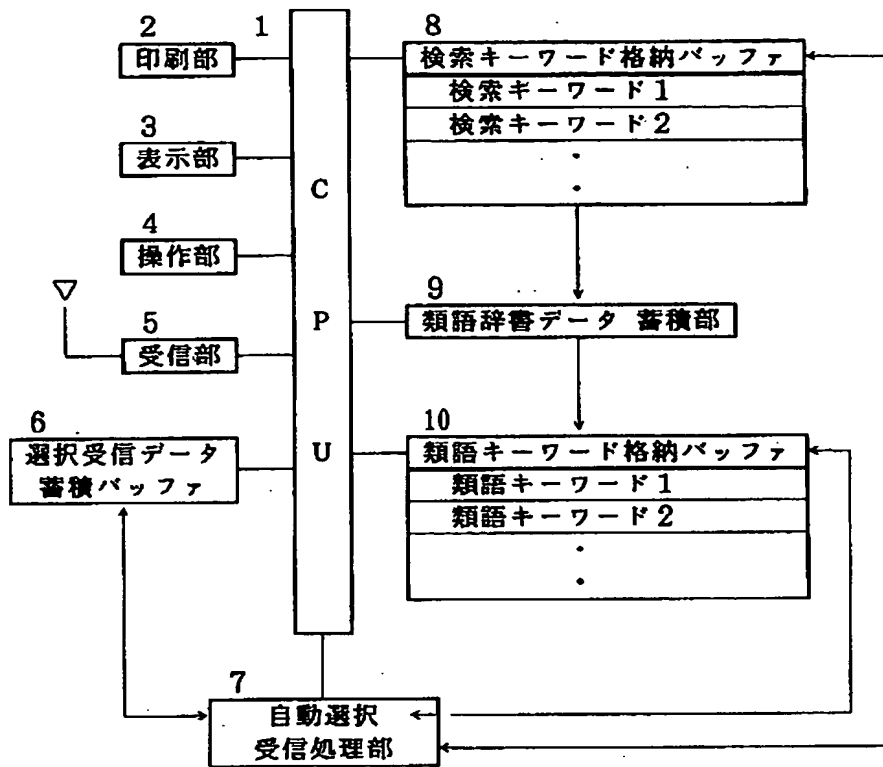 1
2
印刷部
3
表示部
4
操作部
5
受信部
6
選択受信データ
蓄積バッファ
C
P
U
7
自動選択
受信処理部
8
検索キーワード格納バッファ
検索キーワード1
検索キーワード2
・
・
9
類語辞書データ 蓄積部
10
類語キーワード格納バッファ
類語キーワード1
類語キーワード2
・
・